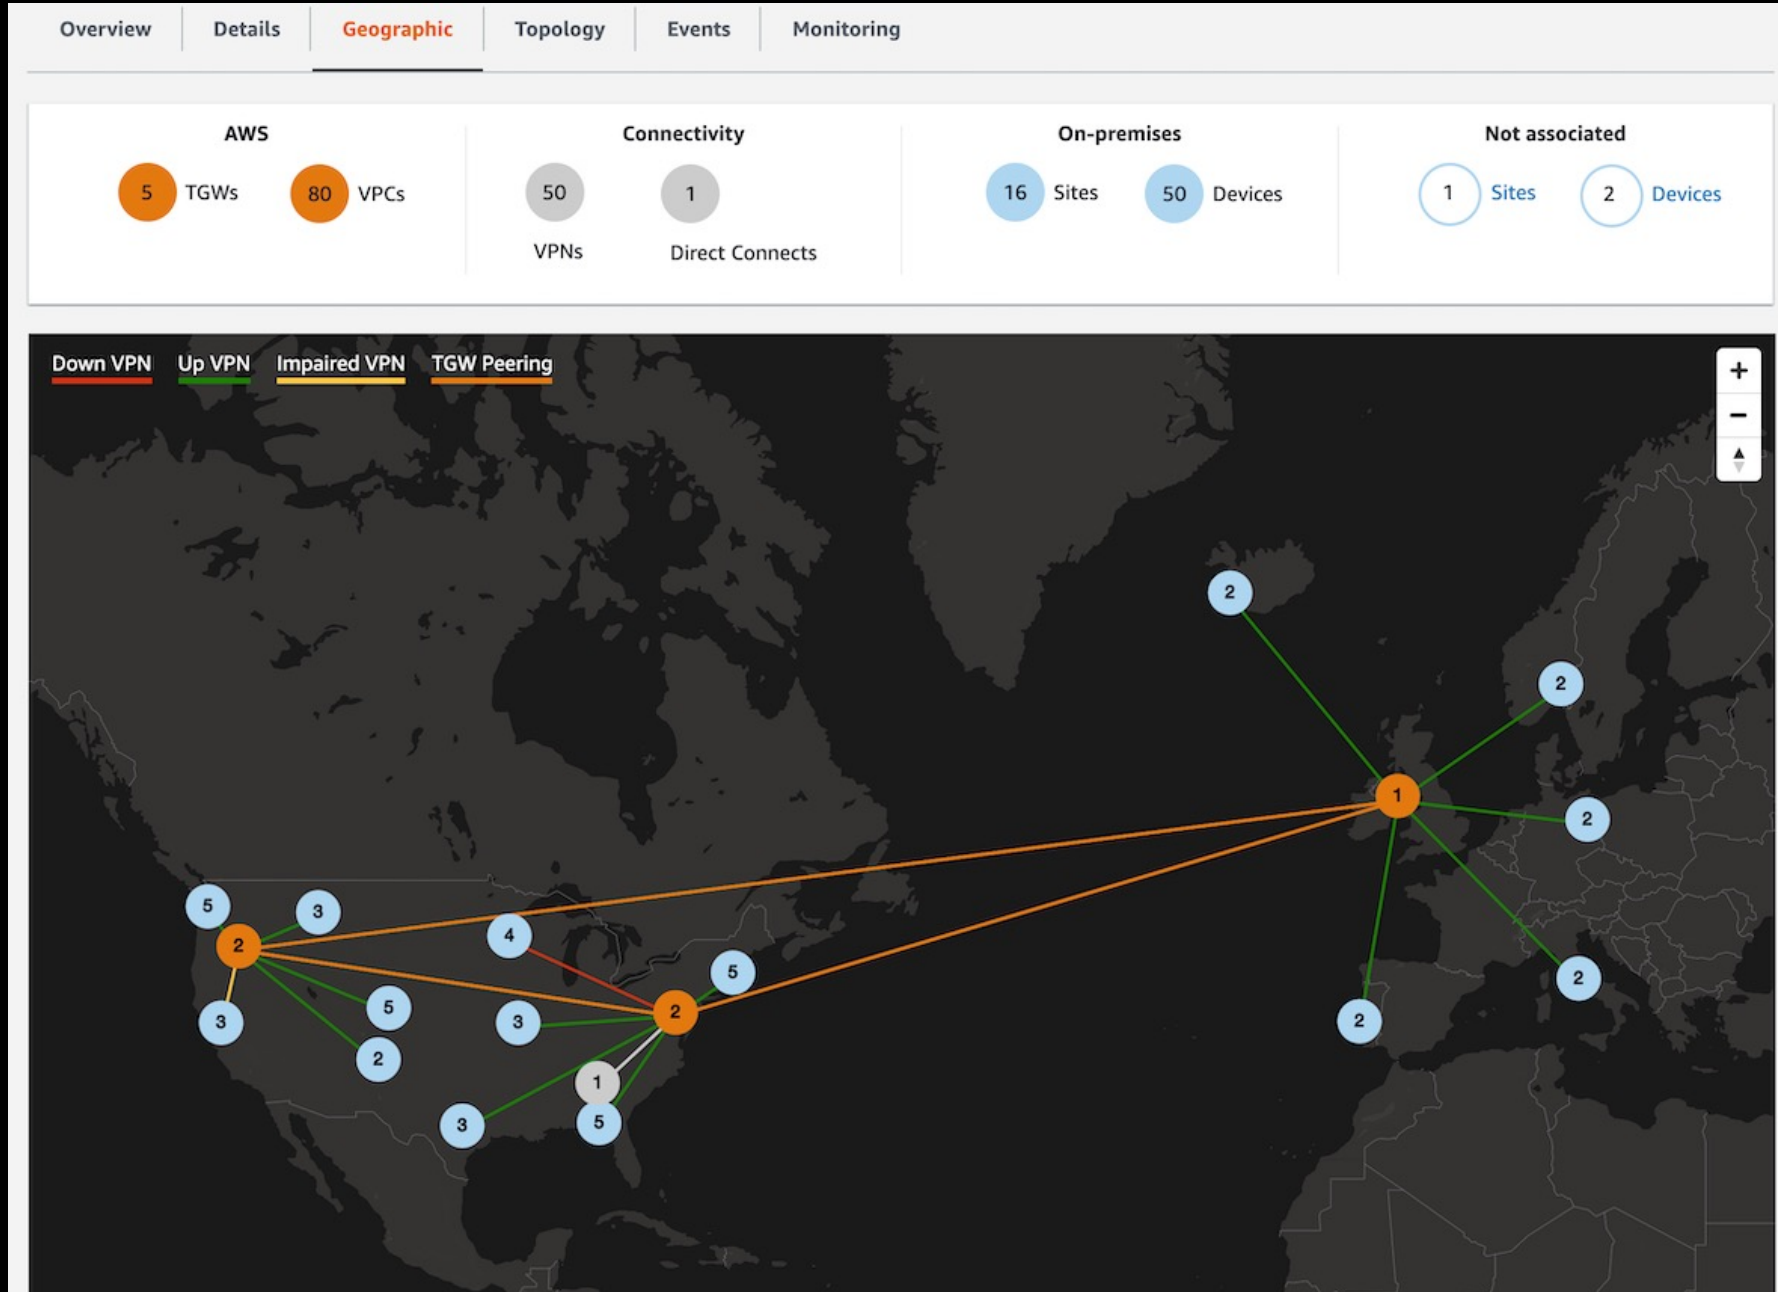 Overview Details Geographic Topology Events Monitoring
AWS
5 TGWs 80 VPCs
Connectivity
50 1
VPNs Direct Connects
On-premises
16 Sites 50 Devices
Not associated
1 Sites 2 Devices
Down VPN Up VPN Impaired VPN TGW Peering
+
−
2
2
1
2
5
3
4
2
5
2
2
5
3
3
2
2
2
1
3
5